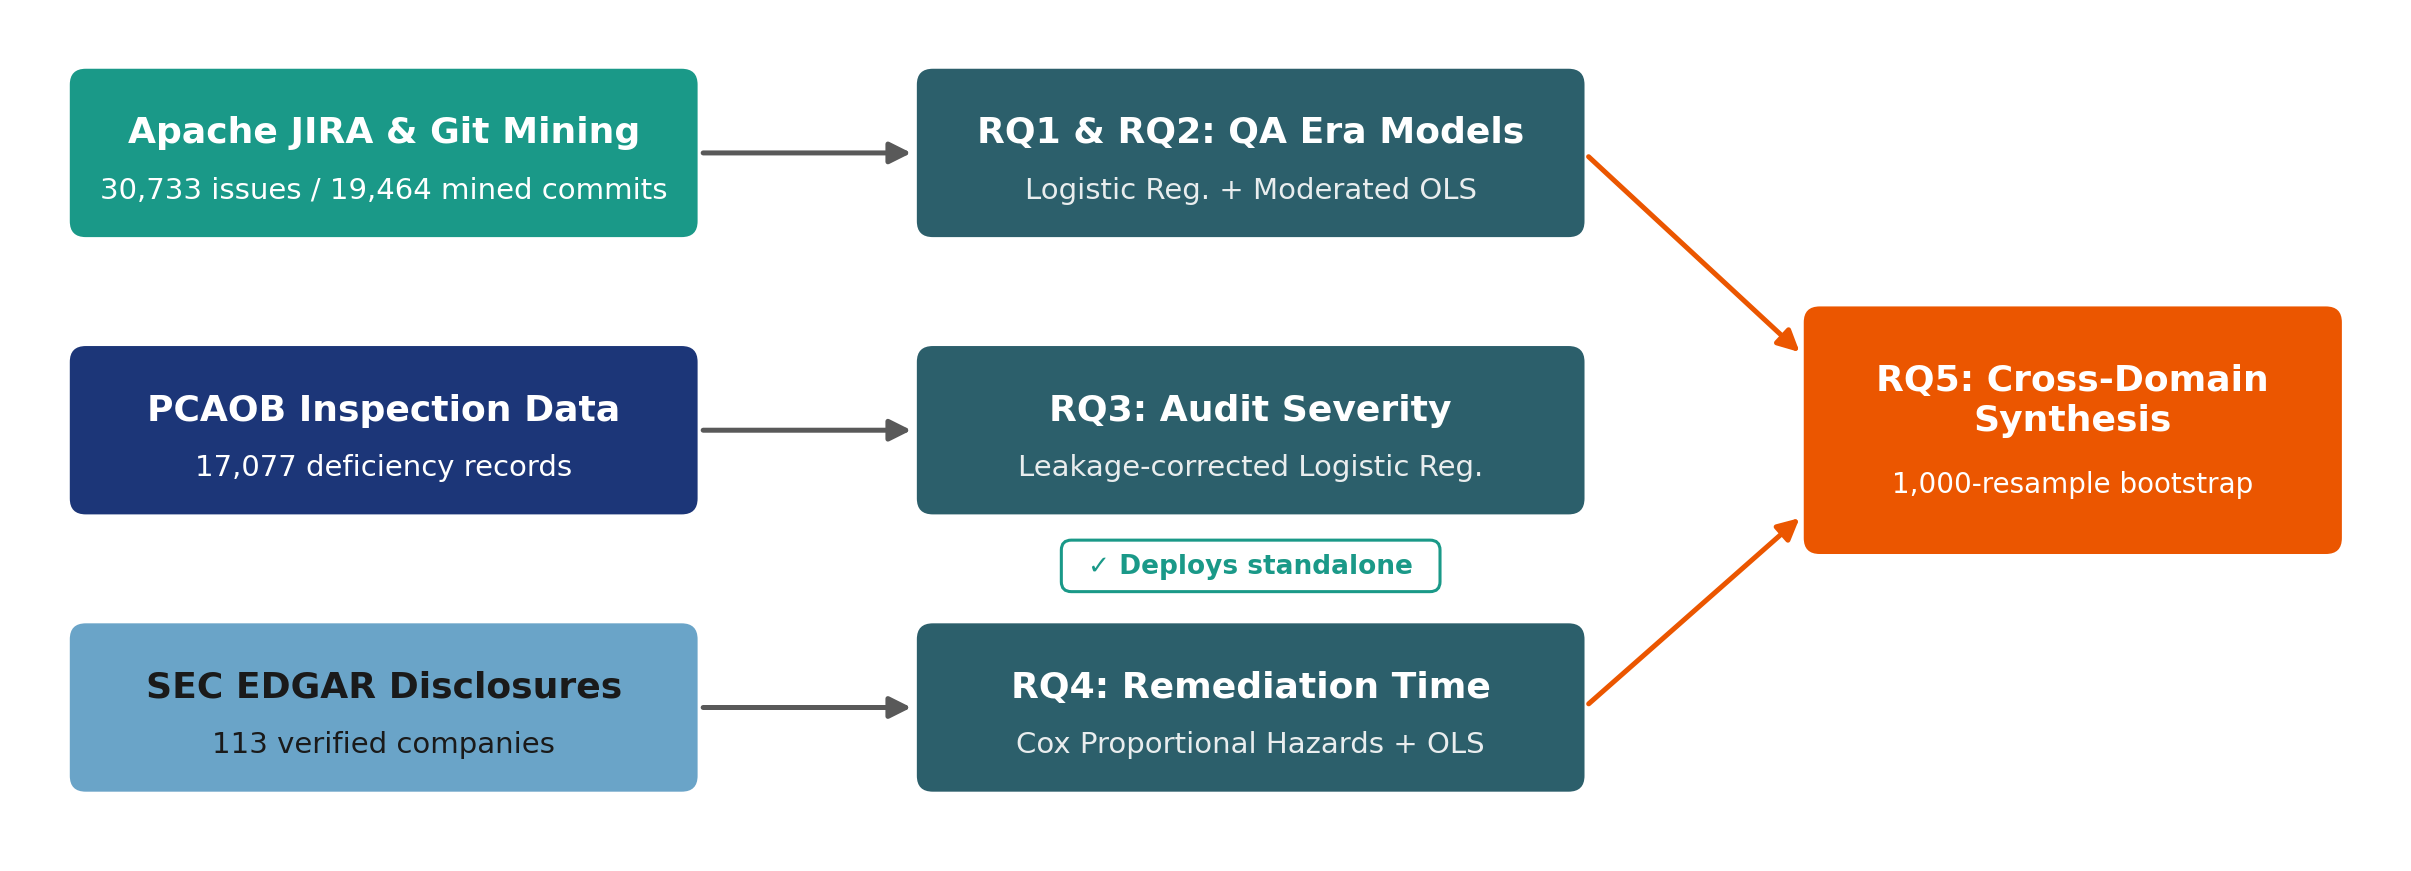 Apache JIRA & Git Mining
30,733 issues / 19,464 mined commits
RQ1 & RQ2: QA Era Models
Logistic Reg. + Moderated OLS
PCAOB Inspection Data
17,077 deficiency records
RQ3: Audit Severity
Leakage-corrected Logistic Reg.
✓ Deploys standalone
SEC EDGAR Disclosures
113 verified companies
RQ4: Remediation Time
Cox Proportional Hazards + OLS
RQ5: Cross-Domain
Synthesis
1,000-resample bootstrap